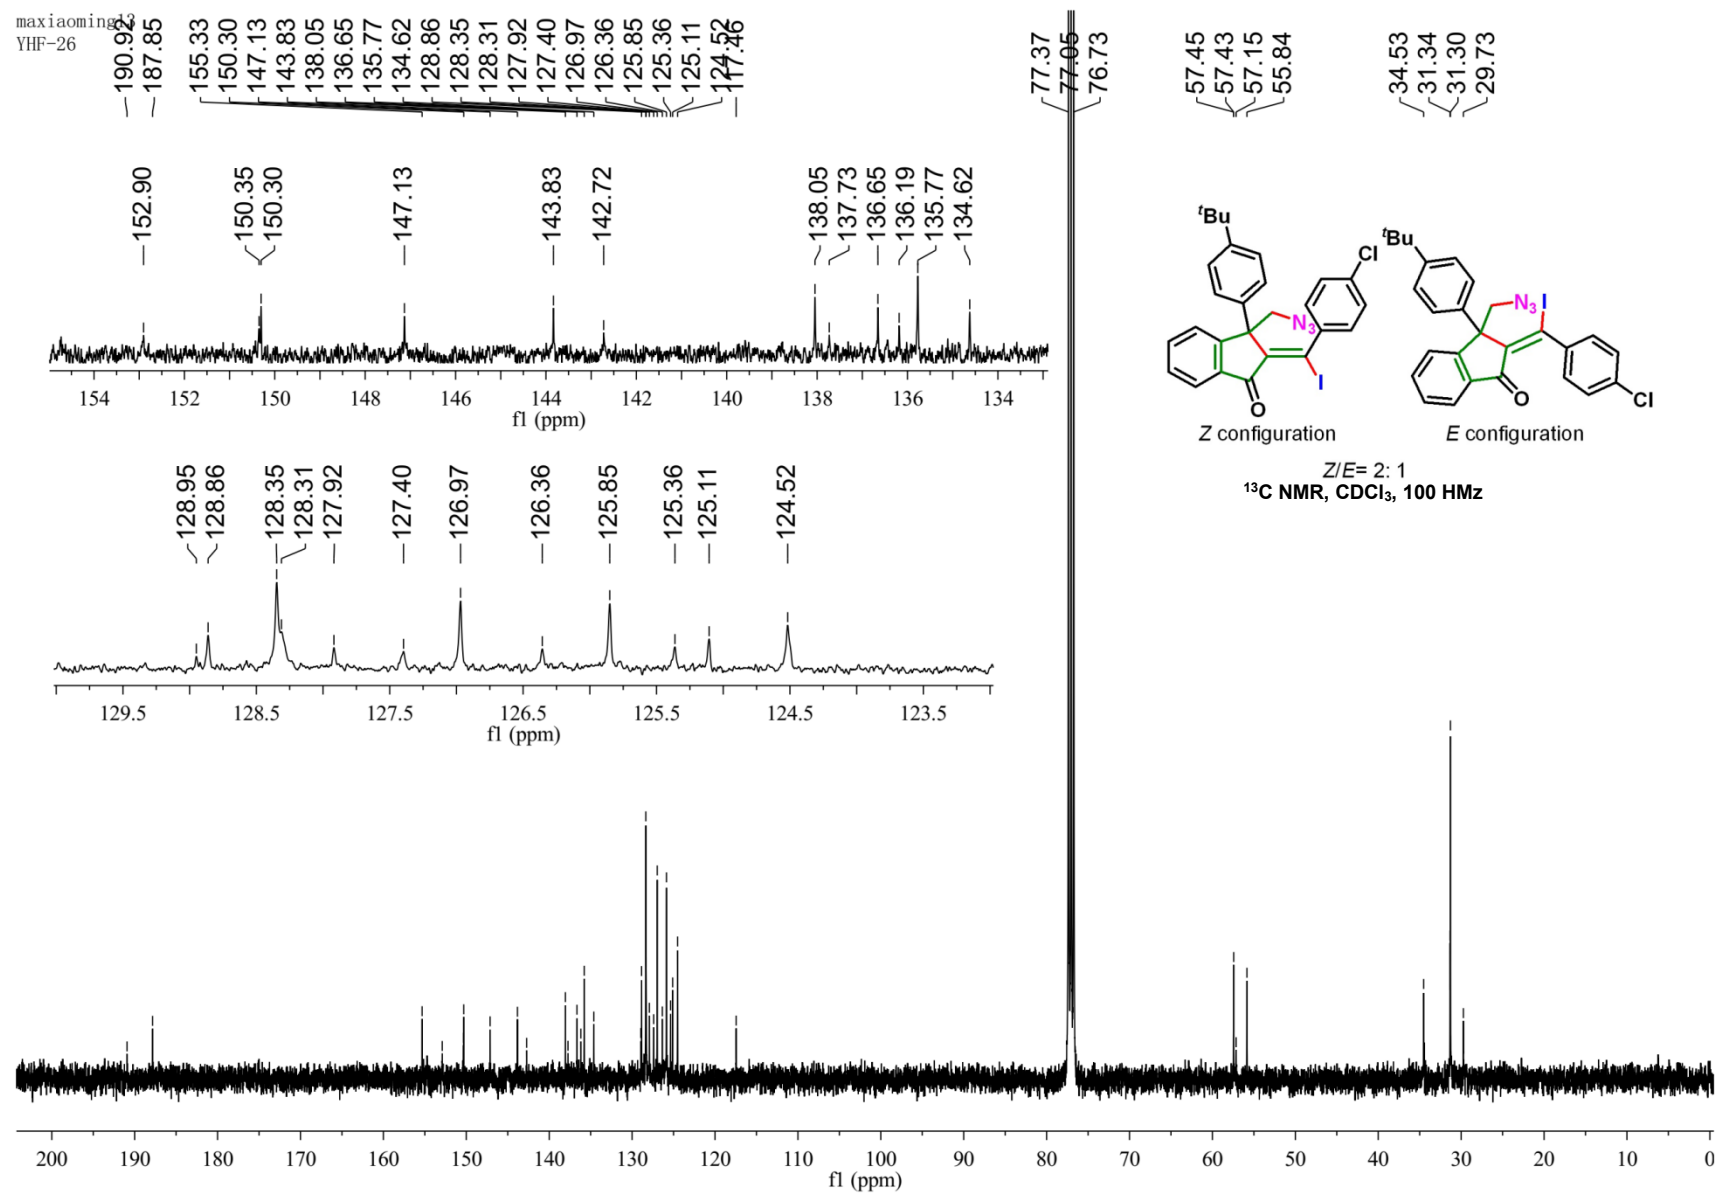 maxiaoming13
YHF-26
190.92
187.85
155.33
150.30
147.13
143.83
138.05
136.65
135.77
134.62
128.86
128.35
128.31
127.92
127.40
126.97
126.36
125.85
125.36
125.11
124.52
117.46
77.37
77.05
76.73
57.45
57.43
57.15
55.84
34.53
31.34
31.30
29.73
152.90
150.35
150.30
147.13
143.83
142.72
138.05
137.73
136.65
136.19
135.77
134.62
154 152 150 148 146 144 142 140 138 136 134
f1 (ppm)
128.95
128.86
128.35
128.31
127.92
127.40
126.97
126.36
125.85
125.36
125.11
124.52
129.5 128.5 127.5 126.5 125.5 124.5 123.5
f1 (ppm)
tBu
Cl
N3
I
O
Z configuration
tBu
N3
I
O
Cl
E configuration
Z/E= 2: 1
13C NMR, CDCl3, 100 HMz
200 190 180 170 160 150 140 130 120 110 100 90 80 70 60 50 40 30 20 10 0
f1 (ppm)